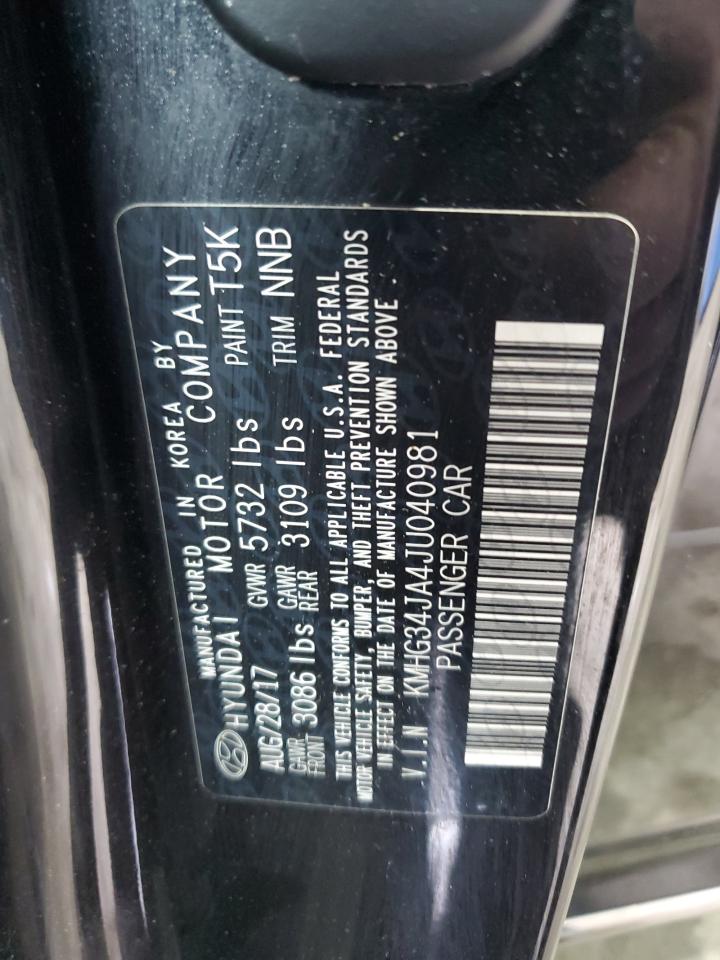 MANUFACTURED IN KOREA BY
HYUNDAI MOTOR COMPANY
AUG/28/17 GVWR 5732 lbs PAINT T5K
GAWR FRONT 3086 lbs GAWR REAR 3109 lbs TRIM NNB
THIS VEHICLE CONFORMS TO ALL APPLICABLE U.S.A. FEDERAL
MOTOR VEHICLE SAFETY, BUMPER, AND THEFT PREVENTION STANDARDS
IN EFFECT ON THE DATE OF MANUFACTURE SHOWN ABOVE .
V.I.N KMHG34JA4JU040981
PASSENGER CAR